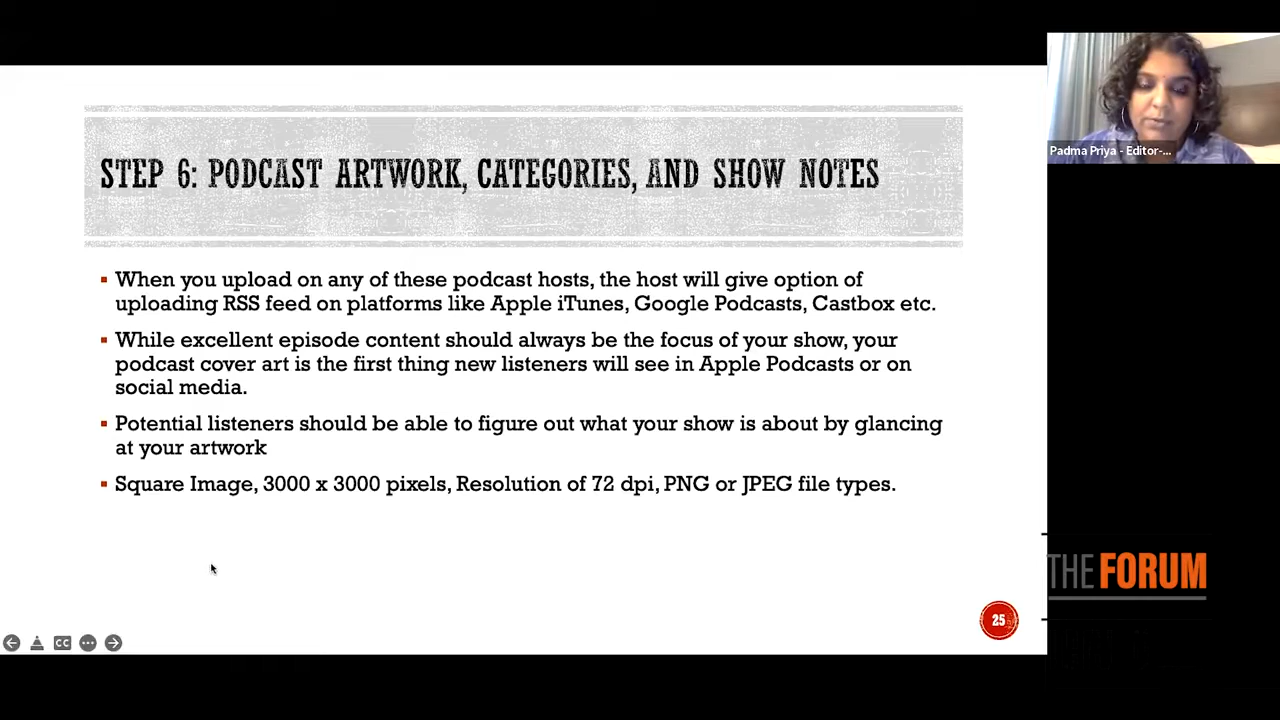 STEP 6: PODCAST ARTWORK, CATEGORIES, AND SHOW NOTES
Padma Priya - Editor-...
▪ When you upload on any of these podcast hosts, the host will give option of
uploading RSS feed on platforms like Apple iTunes, Google Podcasts, Castbox etc.
▪ While excellent episode content should always be the focus of your show, your
podcast cover art is the first thing new listeners will see in Apple Podcasts or on
social media.
▪ Potential listeners should be able to figure out what your show is about by glancing
at your artwork
▪ Square Image, 3000 x 3000 pixels, Resolution of 72 dpi, PNG or JPEG file types.
THE FORUM
25
CC